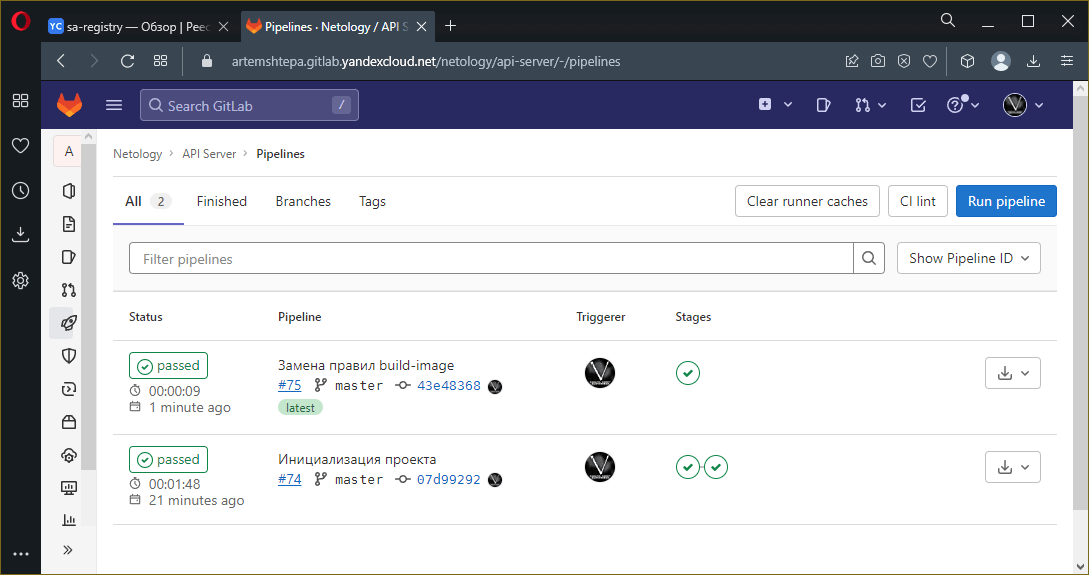 YC sa-registry — Обзор | Реес
Pipelines · Netology / API S
artemshtepa.gitlab.yandexcloud.net/netology/api-server/-/pipelines
Search GitLab /
A
Netology › API Server › Pipelines
All 2 Finished Branches Tags
Clear runner caches CI lint Run pipeline
Filter pipelines Show Pipeline ID
Status Pipeline Triggerer Stages
passed
00:00:09
1 minute ago
Замена правил build-image
#75 master 43e48368
latest
passed
00:01:48
21 minutes ago
Инициализация проекта
#74 master 07d99292